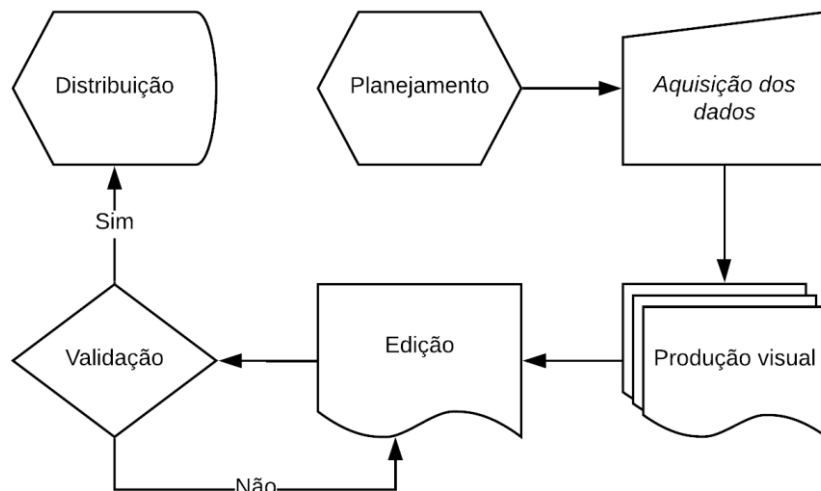 Distribuição
Planejamento
Aquisição dos
dados
Sim
Validação
Edição
Produção visual
Não